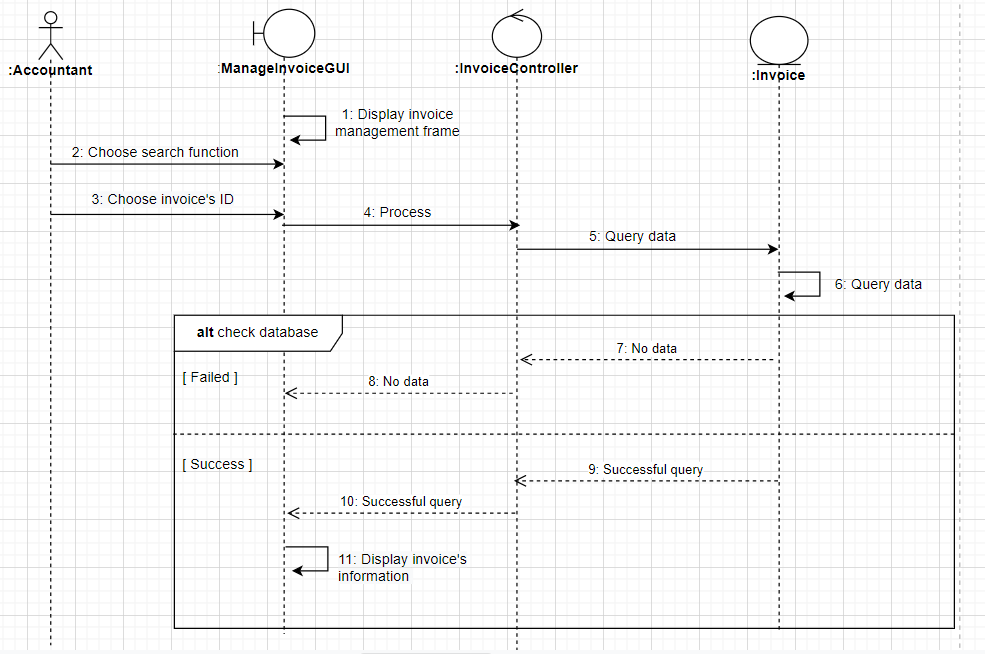 :Accountant
:ManageInvoiceGUI
:InvoiceController
:Invoice
1: Display invoice
management frame
2: Choose search function
3: Choose invoice's ID
4: Process
5: Query data
6: Query data
alt check database
7: No data
[ Failed ]
8: No data
[ Success ]
9: Successful query
10: Successful query
11: Display invoice's
information